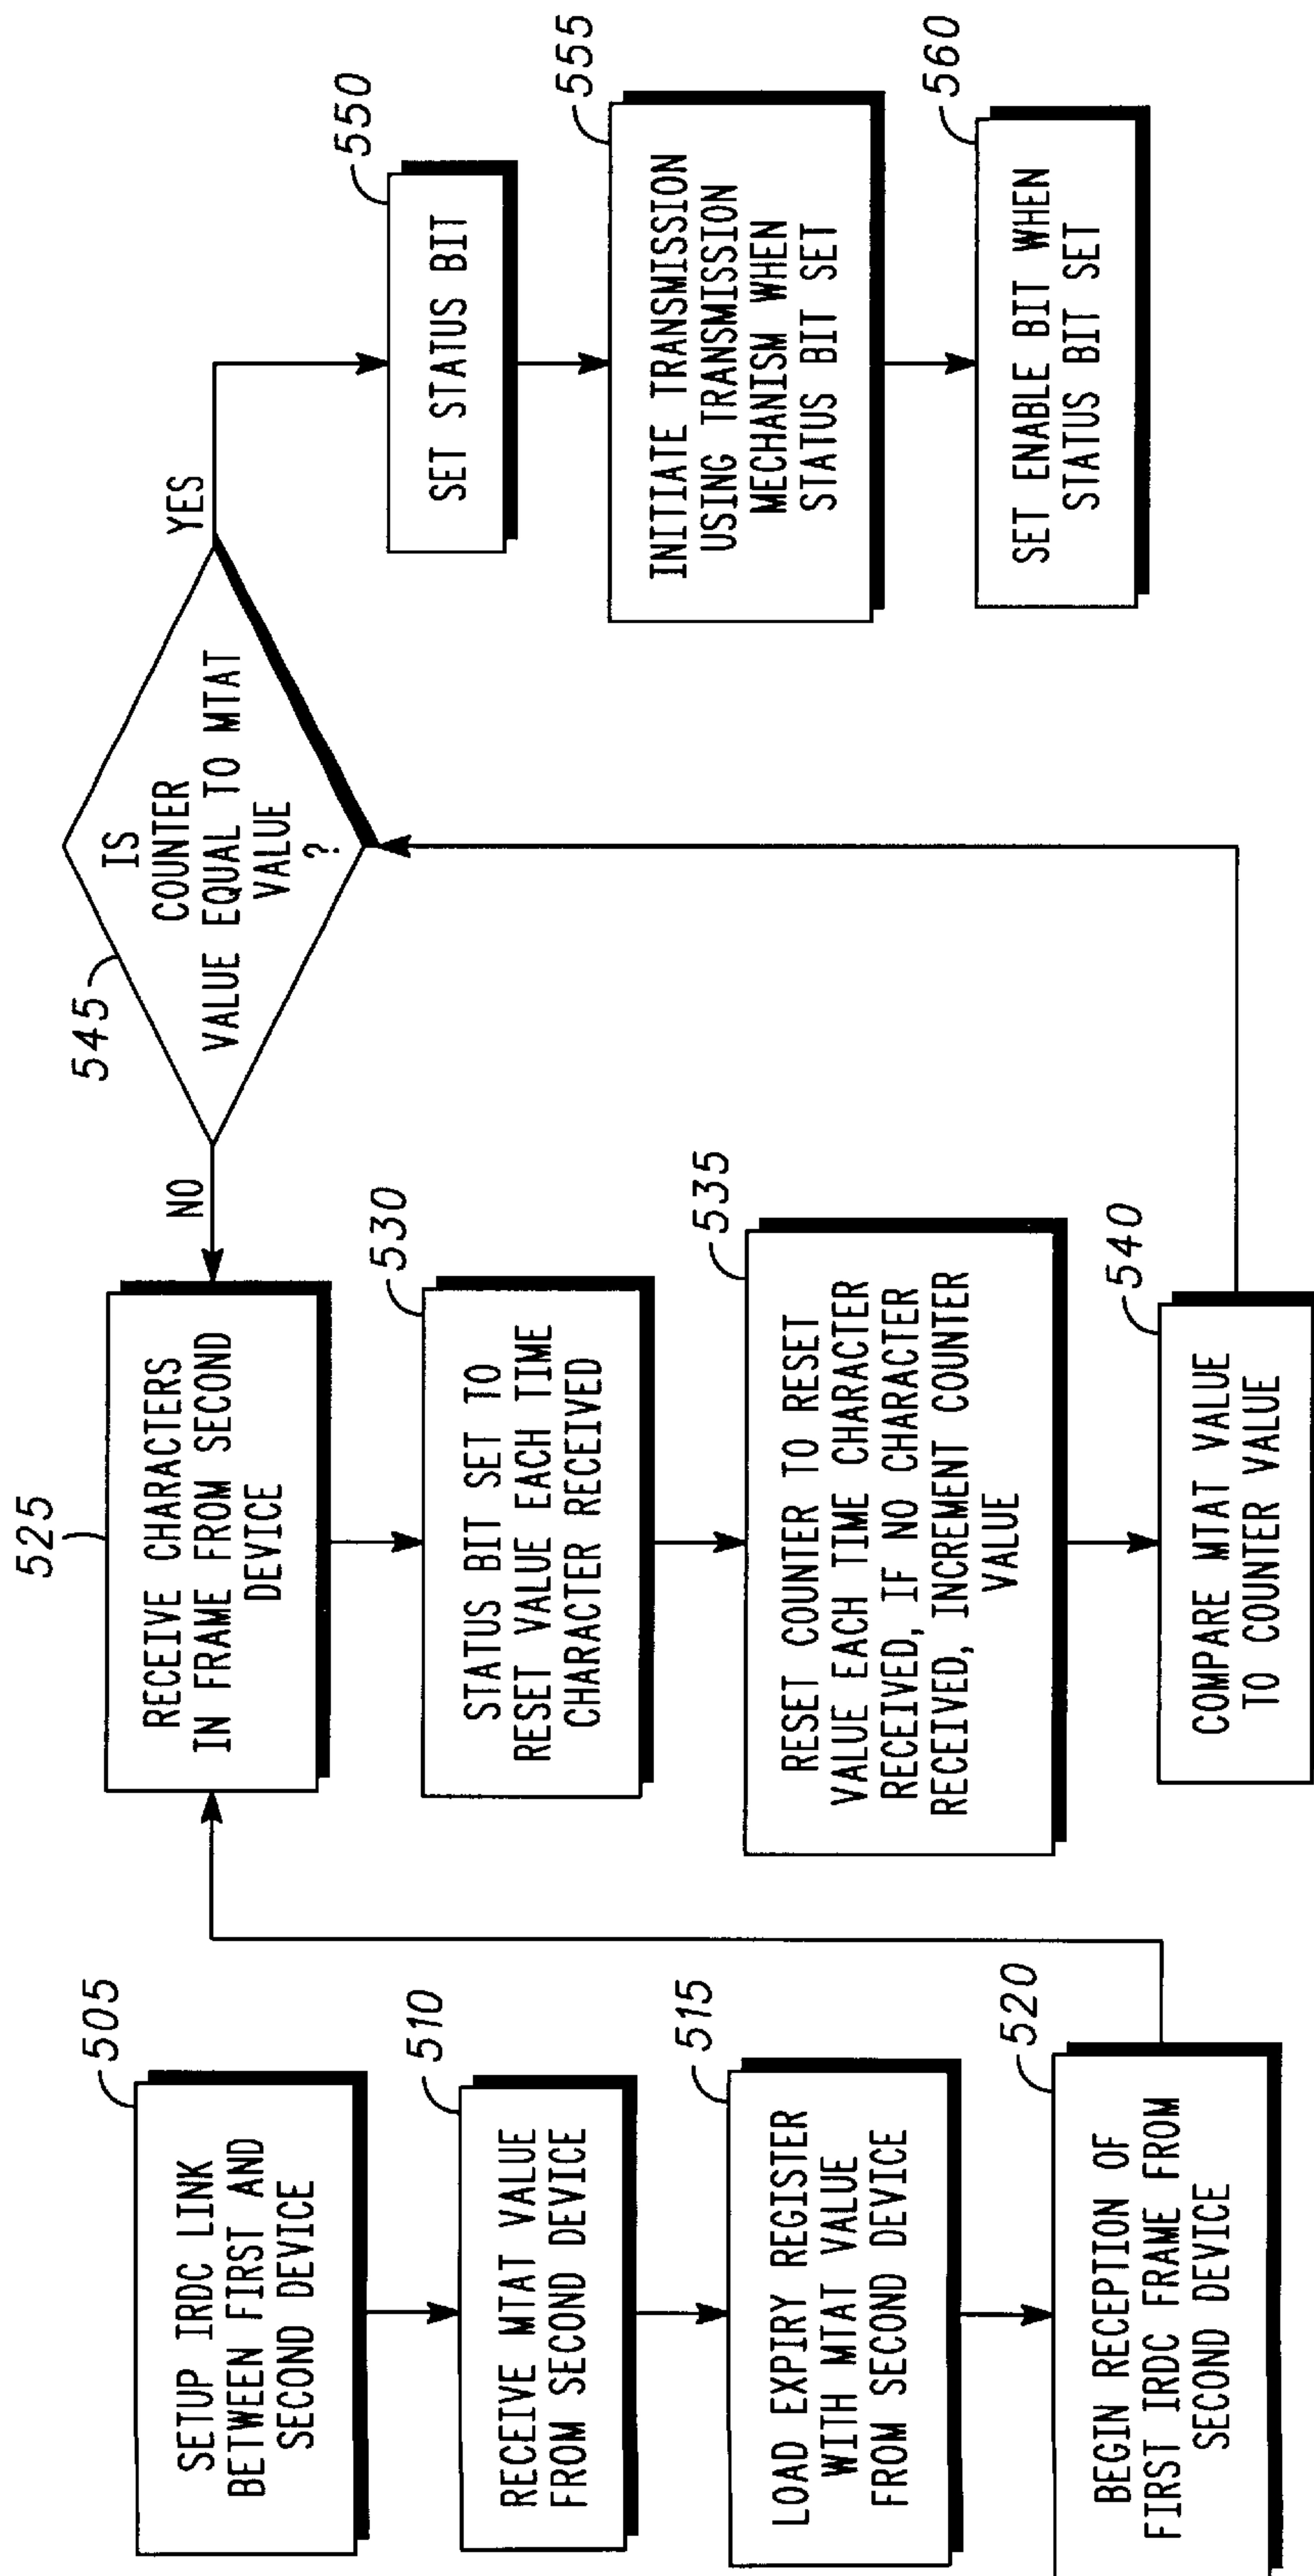 505
SETUP IRDC LINK
BETWEEN FIRST AND
SECOND DEVICE
510
RECEIVE MTAT VALUE
FROM SECOND DEVICE
515
LOAD EXPIRY REGISTER
WITH MTAT VALUE
FROM SECOND DEVICE
520
BEGIN RECEPTION OF
FIRST IRDC FRAME FROM
SECOND DEVICE
525
RECEIVE CHARACTERS
IN FRAME FROM SECOND
DEVICE
530
STATUS BIT SET TO
RESET VALUE EACH TIME
CHARACTER RECEIVED
535
RESET COUNTER TO RESET
VALUE EACH TIME CHARACTER
RECEIVED, IF NO CHARACTER
RECEIVED, INCREMENT COUNTER
VALUE
540
COMPARE MTAT VALUE
TO COUNTER VALUE
545
IS
COUNTER
VALUE EQUAL TO MTAT
VALUE
?
NO
YES
550
SET STATUS BIT
555
INITIATE TRANSMISSION
USING TRANSMISSION
MECHANISM WHEN
STATUS BIT SET
560
SET ENABLE BIT WHEN
STATUS BIT SET